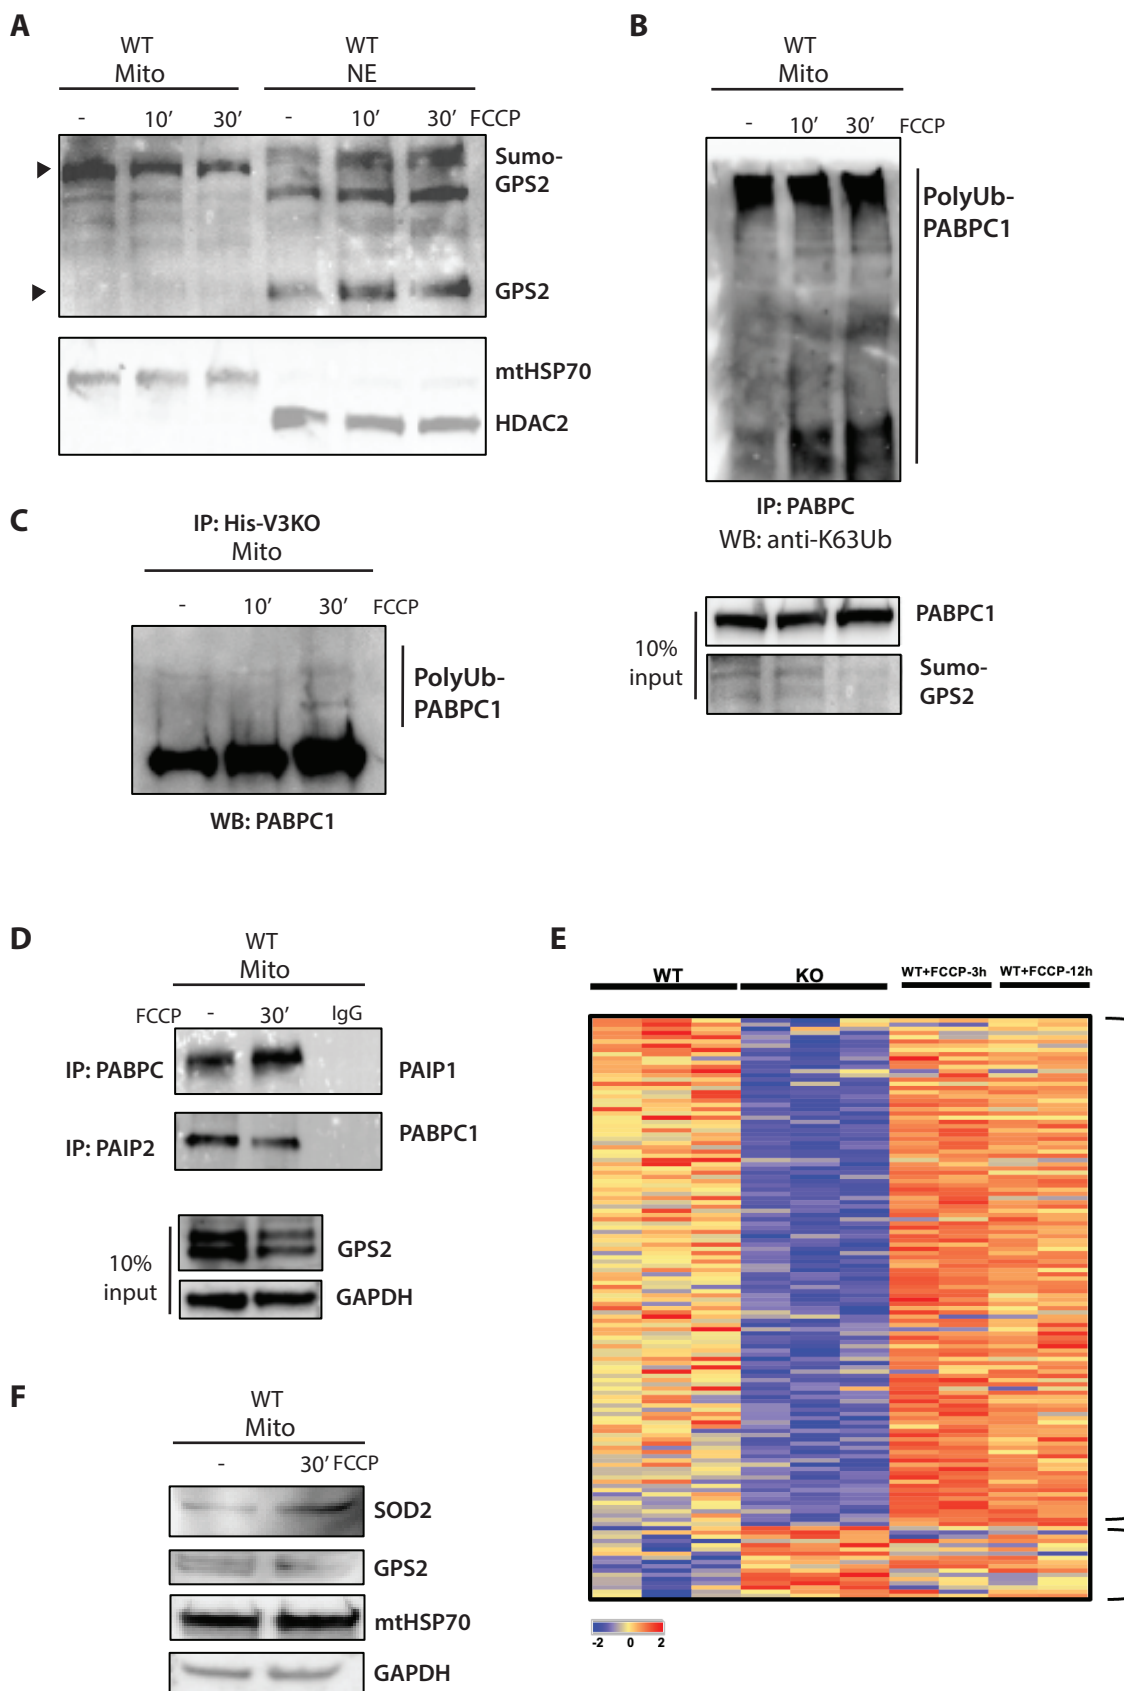 A
WT
Mito
WT
NE
-
10'
30'
-
10'
30'
FCCP
Sumo-
GPS2
GPS2
mtHSP70
HDAC2
B
WT
Mito
-
10'
30'
FCCP
PolyUb-
PABPC1
IP: PABPC
WB: anti-K63Ub
10%
input
PABPC1
Sumo-
GPS2
C
IP: His-V3KO
Mito
-
10'
30'
FCCP
PolyUb-
PABPC1
WB: PABPC1
D
WT
Mito
FCCP
-
30'
IgG
IP: PABPC
PAIP1
IP: PAIP2
PABPC1
10%
input
GPS2
GAPDH
E
WT
KO
WT+FCCP-3h
WT+FCCP-12h
-2 0 2
F
WT
Mito
-
30' FCCP
SOD2
GPS2
mtHSP70
GAPDH